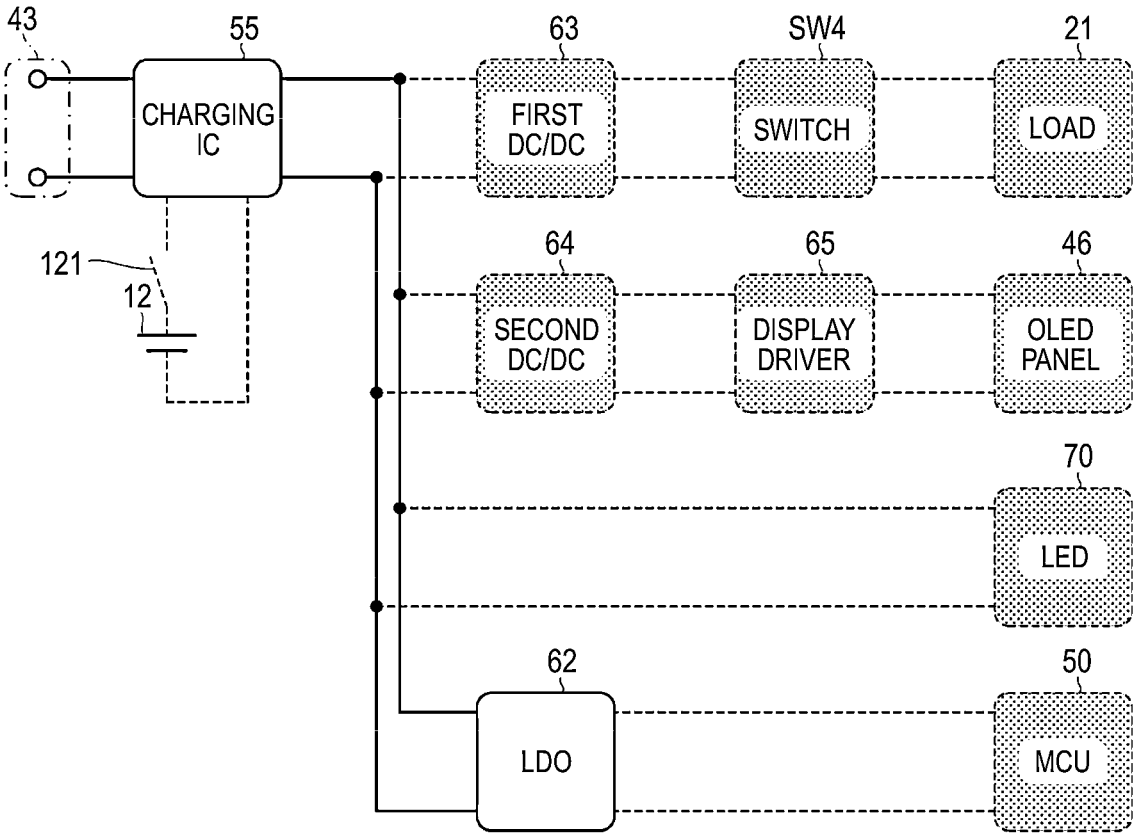 43
55
63
SW4
21
CHARGING
IC
FIRST
DC/DC
SWITCH
LOAD
121
12
64
65
46
SECOND
DC/DC
DISPLAY
DRIVER
OLED
PANEL
70
LED
62
50
LDO
MCU